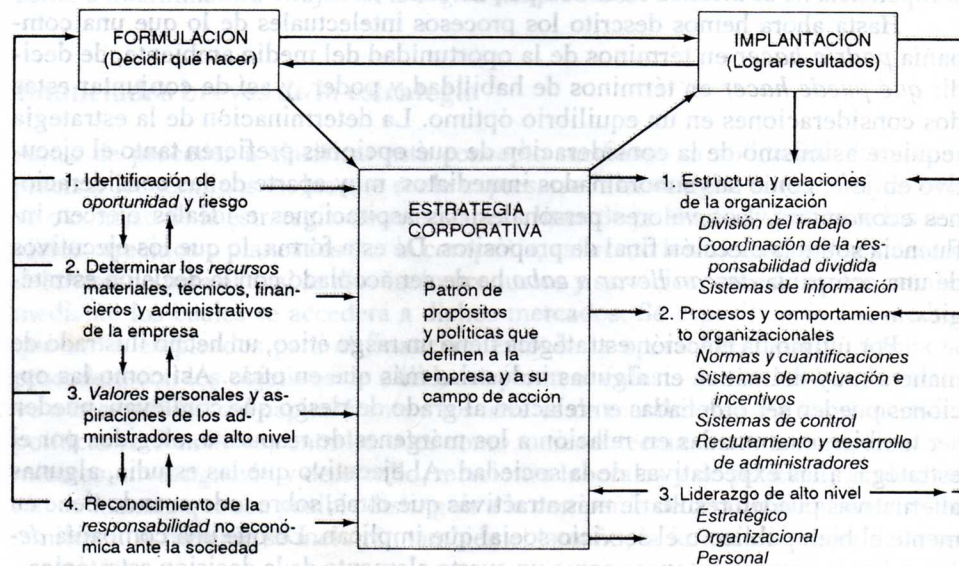 FORMULACION
(Decidir qué hacer)
IMPLANTACION
(Lograr resultados)
1. Identificación de
oportunidad y riesgo
2. Determinar los recursos
materiales, técnicos, finan-
cieros y administrativos
de la empresa
3. Valores personales y as-
piraciones de los ad-
ministradores de alto nivel
4. Reconocimiento de la
responsabilidad no econó-
mica ante la sociedad
ESTRATEGIA
CORPORATIVA
Patrón de
propósitos
y políticas que
definen a la
empresa y a su
campo de acción
1. Estructura y relaciones
de la organización
División del trabajo
Coordinación de la res-
ponsabilidad dividida
Sistemas de información
2. Procesos y comportamien-
to organizacionales
Normas y cuantificaciones
Sistemas de motivación e
incentivos
Sistemas de control
Reclutamiento y desarrollo
de administradores
3. Liderazgo de alto nivel
Estratégico
Organizacional
Personal